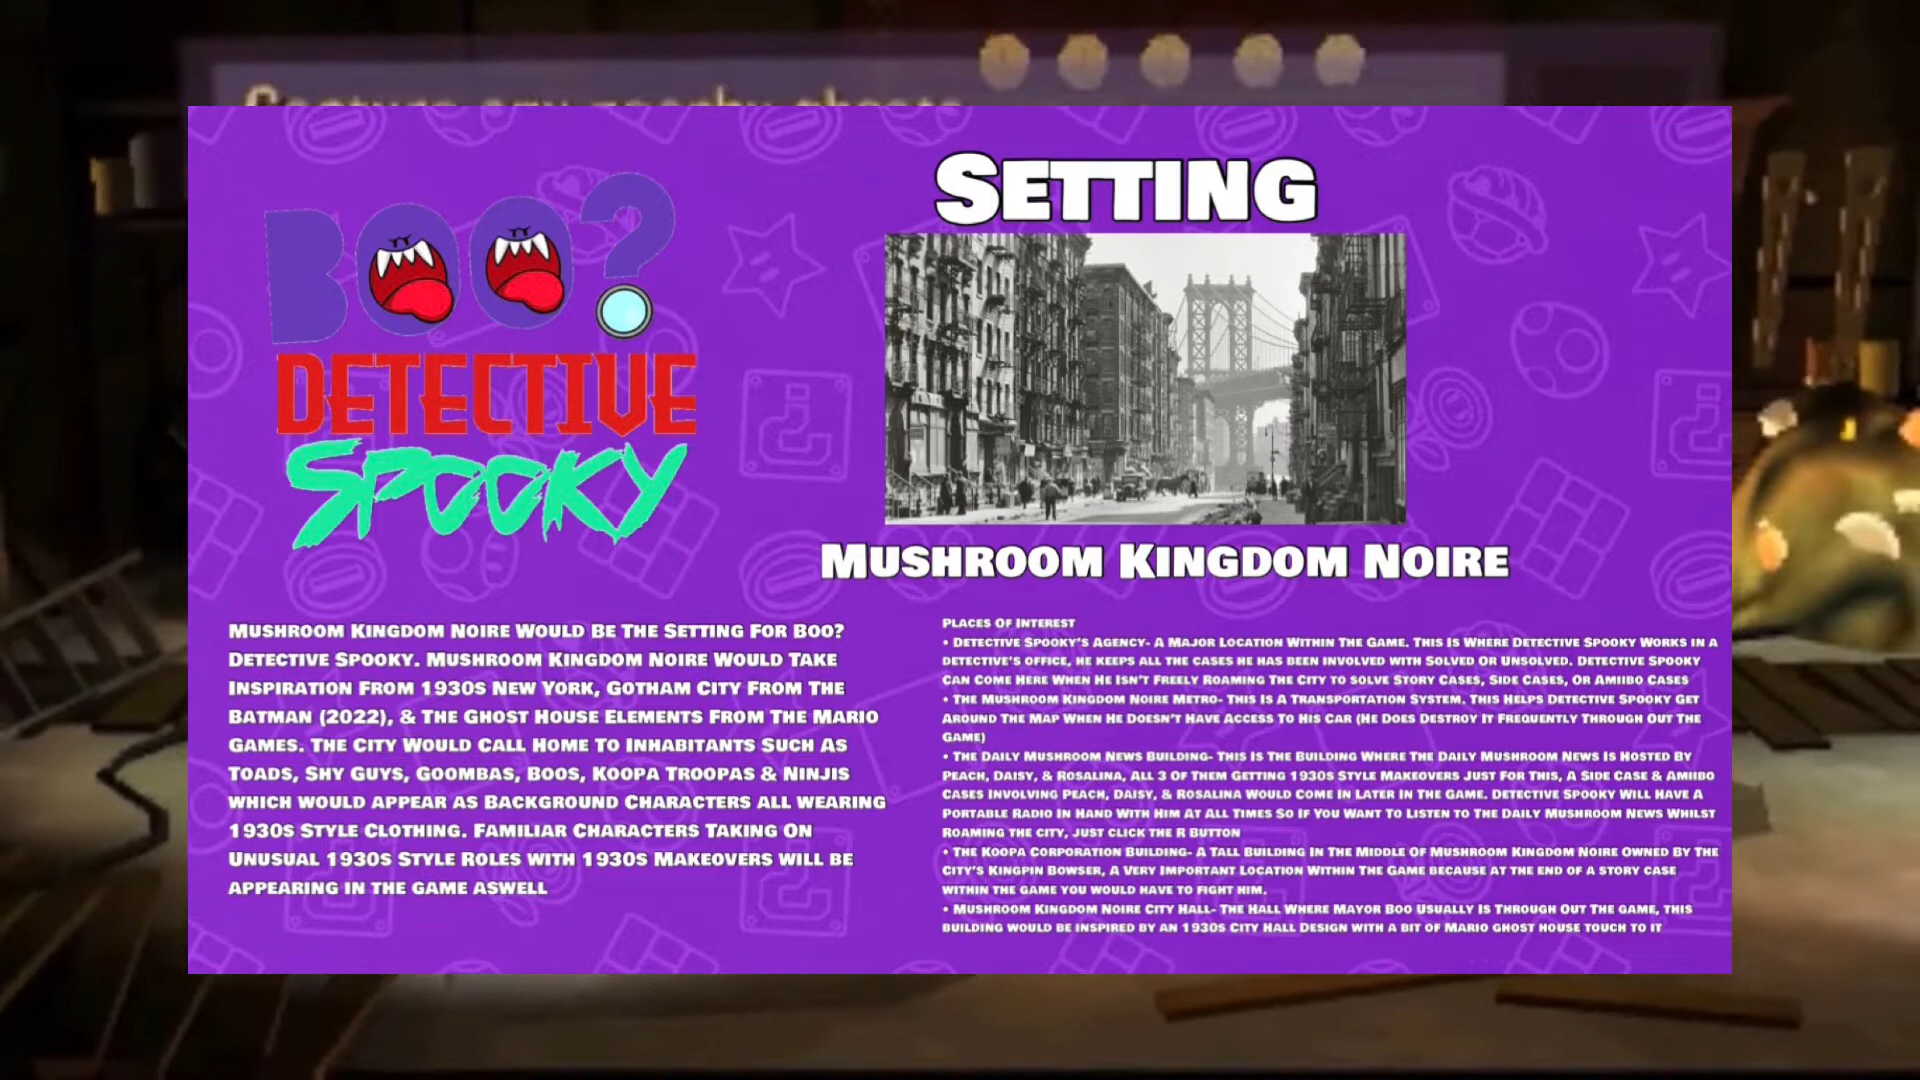 BOO?
DETECTIVE
SPOOKY
SETTING
MUSHROOM KINGDOM NOIRE
MUSHROOM KINGDOM NOIRE WOULD BE THE SETTING FOR BOO?
DETECTIVE SPOOKY. MUSHROOM KINGDOM NOIRE WOULD TAKE
INSPIRATION FROM 1930S NEW YORK, GOTHAM CITY FROM THE
BATMAN (2022), & THE GHOST HOUSE ELEMENTS FROM THE MARIO
GAMES. THE CITY WOULD CALL HOME TO INHABITANTS SUCH AS
TOADS, SHY GUYS, GOOMBAS, BOOS, KOOPA TROOPAS & NINJIS
WHICH WOULD APPEAR AS BACKGROUND CHARACTERS ALL WEARING
1930S STYLE CLOTHING. FAMILIAR CHARACTERS TAKING ON
UNUSUAL 1930S STYLE ROLES WITH 1930S MAKEOVERS WILL BE
APPEARING IN THE GAME ASWELL
PLACES OF INTEREST
• DETECTIVE SPOOKY'S AGENCY- A MAJOR LOCATION WITHIN THE GAME. THIS IS WHERE DETECTIVE SPOOKY WORKS IN A
DETECTIVE'S OFFICE, HE KEEPS ALL THE CASES HE HAS BEEN INVOLVED WITH SOLVED OR UNSOLVED. DETECTIVE SPOOKY
CAN COME HERE WHEN HE ISN'T FREELY ROAMING THE CITY TO SOLVE STORY CASES, SIDE CASES, OR AMIIBO CASES
• THE MUSHROOM KINGDOM NOIRE METRO- THIS IS A TRANSPORTATION SYSTEM. THIS HELPS DETECTIVE SPOOKY GET
AROUND THE MAP WHEN HE DOESN'T HAVE ACCESS TO HIS CAR (HE DOES DESTROY IT FREQUENTLY THROUGH OUT THE
GAME)
• THE DAILY MUSHROOM NEWS BUILDING- THIS IS THE BUILDING WHERE THE DAILY MUSHROOM NEWS IS HOSTED BY
PEACH, DAISY, & ROSALINA, ALL 3 OF THEM GETTING 1930S STYLE MAKEOVERS JUST FOR THIS, A SIDE CASE & AMIIBO
CASES INVOLVING PEACH, DAISY, & ROSALINA WOULD COME IN LATER IN THE GAME. DETECTIVE SPOOKY WILL HAVE A
PORTABLE RADIO IN HAND WITH HIM AT ALL TIMES SO IF YOU WANT TO LISTEN TO THE DAILY MUSHROOM NEWS WHILST
ROAMING THE CITY, JUST CLICK THE R BUTTON
• THE KOOPA CORPORATION BUILDING- A TALL BUILDING IN THE MIDDLE OF MUSHROOM KINGDOM NOIRE OWNED BY THE
CITY'S KINGPIN BOWSER, A VERY IMPORTANT LOCATION WITHIN THE GAME BECAUSE AT THE END OF A STORY CASE
WITHIN THE GAME YOU WOULD HAVE TO FIGHT HIM.
• MUSHROOM KINGDOM NOIRE CITY HALL- THE HALL WHERE MAYOR BOO USUALLY IS THROUGH OUT THE GAME, THIS
BUILDING WOULD BE INSPIRED BY AN 1930S CITY HALL DESIGN WITH A BIT OF MARIO GHOST HOUSE TOUCH TO IT